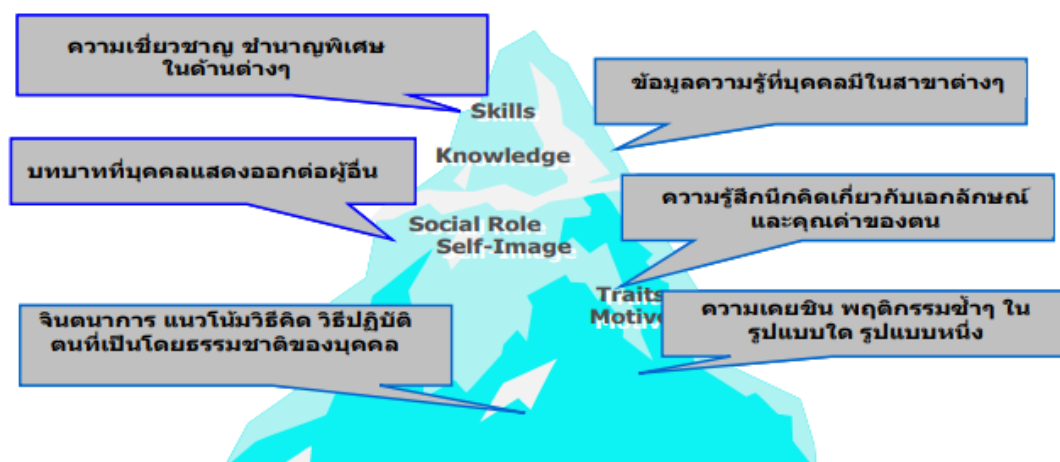 ความเชี่ยวชาญ ชำนาญพิเศษ
ในด้านต่างๆ
ข้อมูลความรู้ที่บุคคลมีในสาขาต่างๆ
Skills
Knowledge
บทบาทที่บุคคลแสดงออกต่อผู้อื่น
ความรู้สึกนึกคิดเกี่ยวกับเอกลักษณ์
และคุณค่าของตน
Social Role
Self-Image
Traits
Motive
จินตนาการ แนวโน้มวิธีคิด วิธีปฏิบัติ
ตนที่เป็นโดยธรรมชาติของบุคคล
ความเคยชิน พฤติกรรมซ้ำๆ ใน
รูปแบบใด รูปแบบหนึ่ง